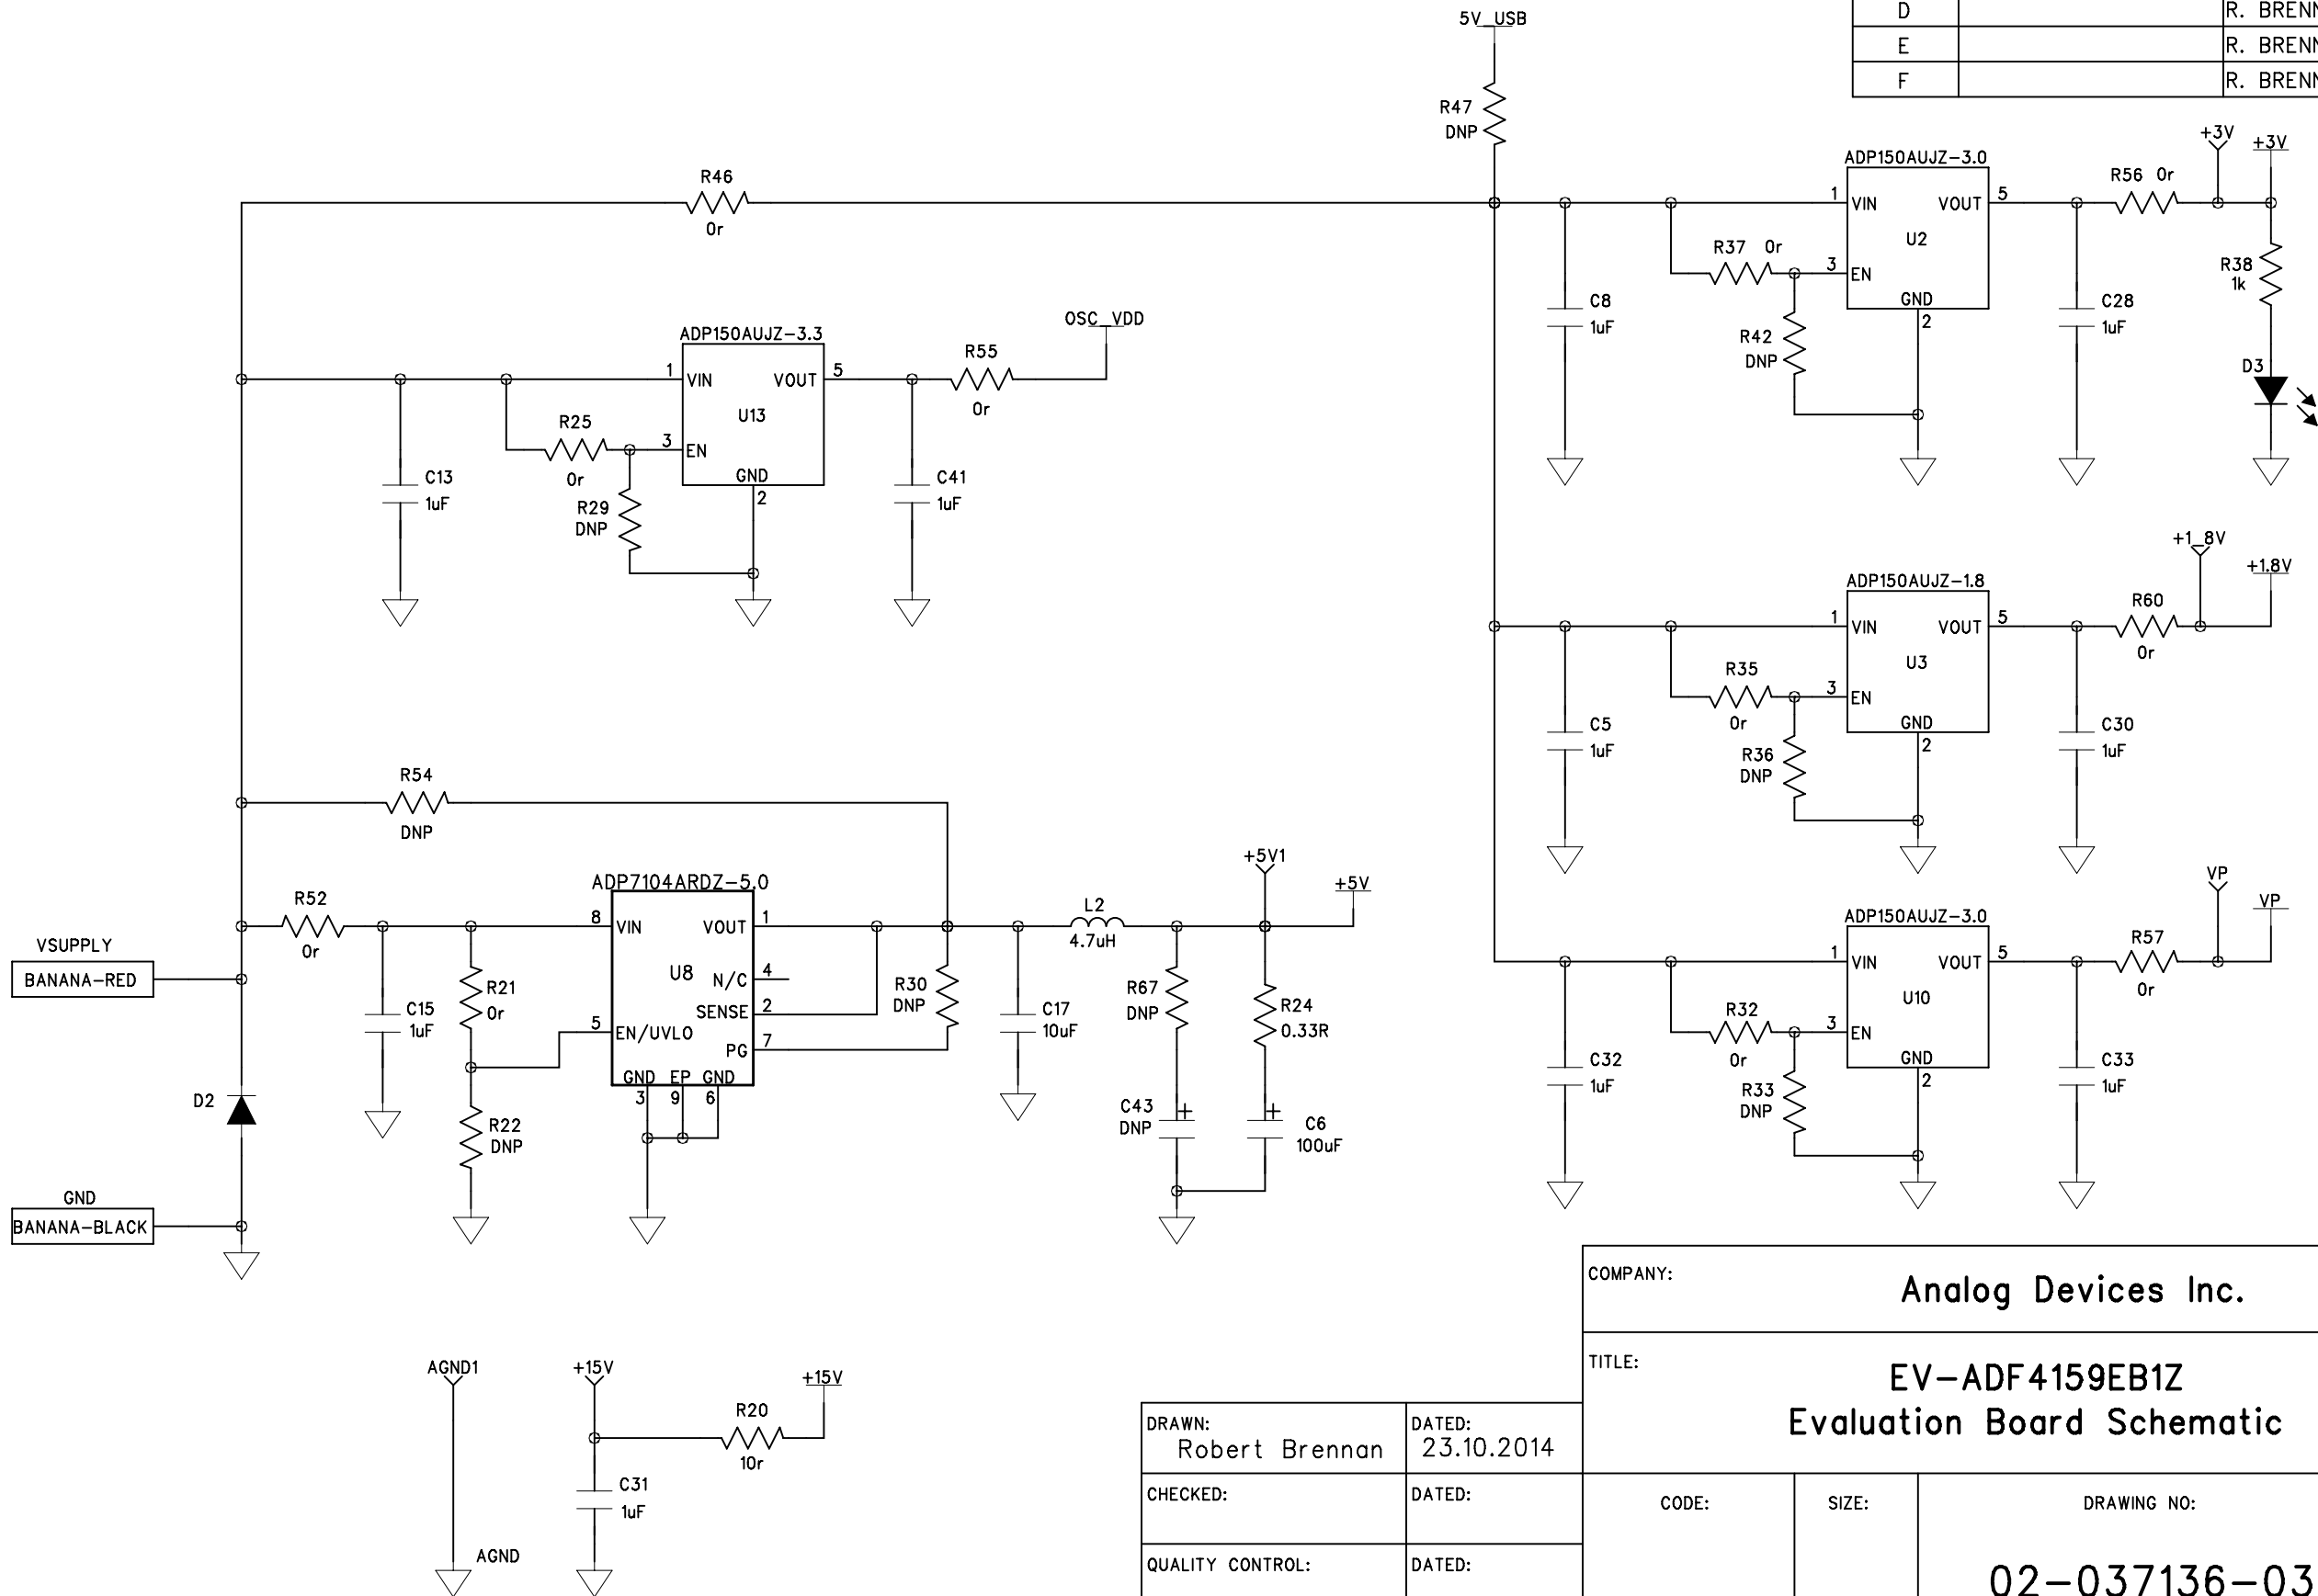 5V_USB
D
R. BRENN
E
R. BRENN
F
R. BRENN
R47
DNP
R46
0r
ADP150AUJZ-3.0
1
VIN
VOUT
5
U2
R37 0r
3
EN
GND
2
R42
DNP
C8
1uF
R56 0r
+3V
+3V
C28
1uF
R38
1k
D3
ADP150AUJZ-3.3
1
VIN
VOUT
5
U13
R25
0r
3
EN
GND
2
R29
DNP
C13
1uF
R55
0r
OSC_VDD
C41
1uF
ADP150AUJZ-1.8
1
VIN
VOUT
5
U3
R35
0r
3
EN
GND
2
R36
DNP
C5
1uF
R60
0r
+1_8V
+1.8V
C30
1uF
R54
DNP
ADP7104ARDZ-5.0
R52
0r
8
VIN
VOUT
1
U8
N/C
4
SENSE
2
5
EN/UVLO
PG
7
GND
EP
GND
3
9
6
VSUPPLY
BANANA-RED
C15
1uF
R21
0r
R22
DNP
D2
GND
BANANA-BLACK
R30
DNP
C17
10uF
L2
4.7uH
+5V1
+5V
R67
DNP
R24
0.33R
C43
DNP
+
+
C6
100uF
ADP150AUJZ-3.0
1
VIN
VOUT
5
U10
R32
0r
3
EN
GND
2
R33
DNP
C32
1uF
R57
0r
VP
VP
C33
1uF
AGND1
AGND
+15V
+15V
R20
10r
C31
1uF
COMPANY:
Analog Devices Inc.
TITLE:
EV-ADF4159EB1Z
Evaluation Board Schematic
DRAWN:
Robert Brennan
DATED:
23.10.2014
CHECKED:
DATED:
QUALITY CONTROL:
DATED:
CODE:
SIZE:
DRAWING NO:
02-037136-03